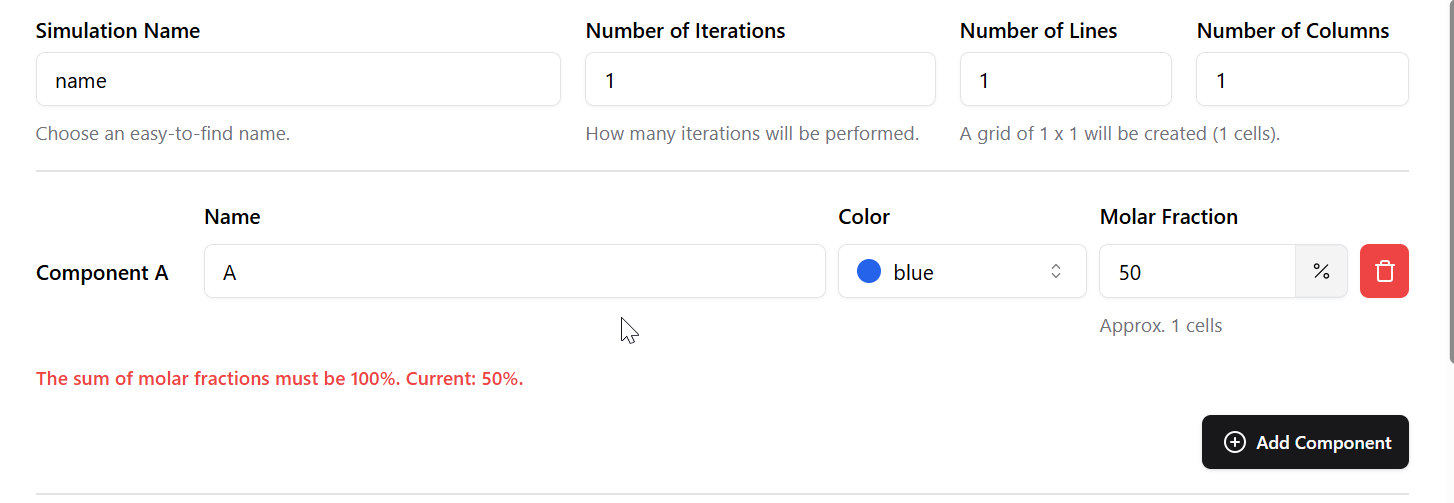 Simulation Name Number of Iterations Number of Lines Number of Columns
name 1 1 1
Choose an easy-to-find name. How many iterations will be performed. A grid of 1 x 1 will be created (1 cells).
Name Color Molar Fraction
Component A A blue 50 %
Approx. 1 cells
The sum of molar fractions must be 100%. Current: 50%.
Add Component